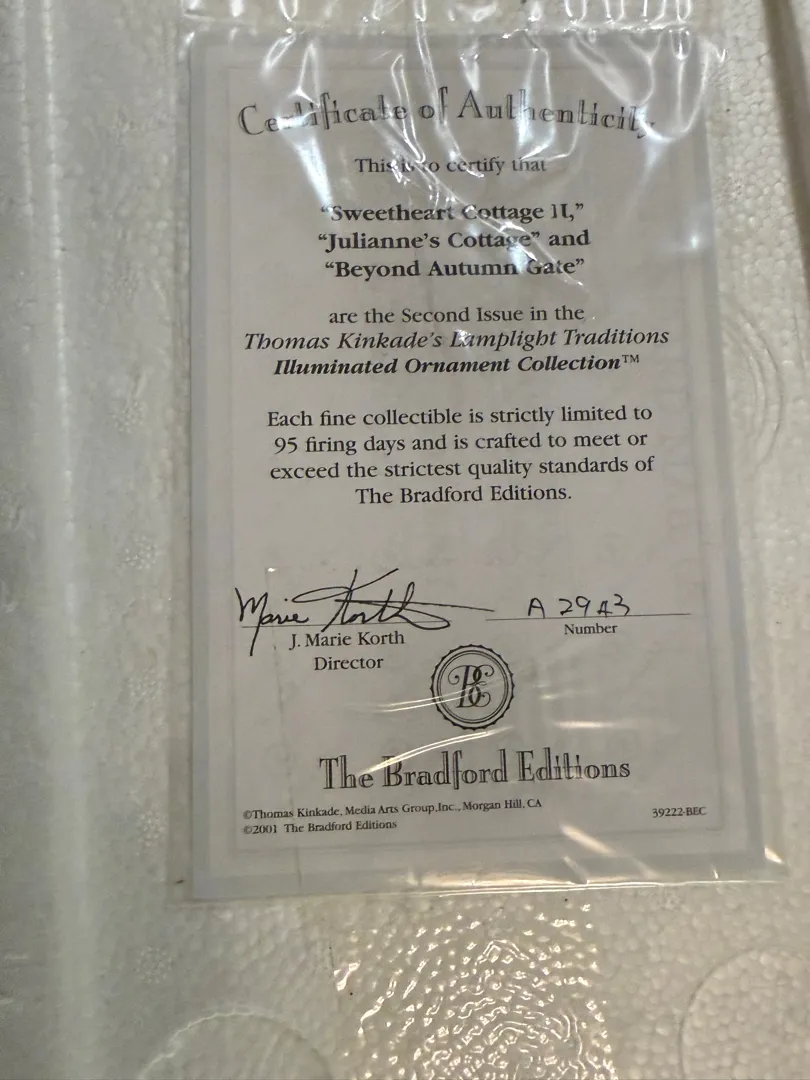 Certificate of Authenticity
This is to certify that
“Sweetheart Cottage II,”
“Julianne’s Cottage” and
“Beyond Autumn Gate”
are the Second Issue in the
Thomas Kinkade’s Lamplight Traditions
Illuminated Ornament Collection™
Each fine collectible is strictly limited to
95 firing days and is crafted to meet or
exceed the strictest quality standards of
The Bradford Editions.
Marie Korth
A 2943
J. Marie Korth
Number
Director
BE
The Bradford Editions
©Thomas Kinkade, Media Arts Group,Inc., Morgan Hill, CA
©2001 The Bradford Editions
39222-BEC